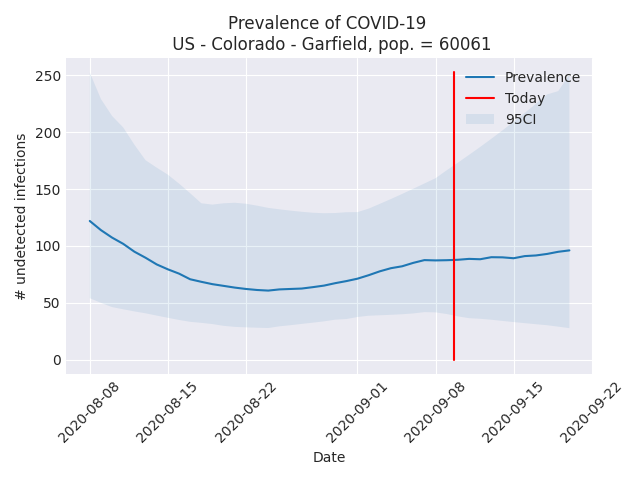 Prevalence of COVID-19
US - Colorado - Garfield, pop. = 60061
250
200
150
100
50
0
# undetected infections
Prevalence
Today
95CI
2020-08-08
2020-08-15
2020-08-22
2020-09-01
2020-09-08
2020-09-15
2020-09-22
Date